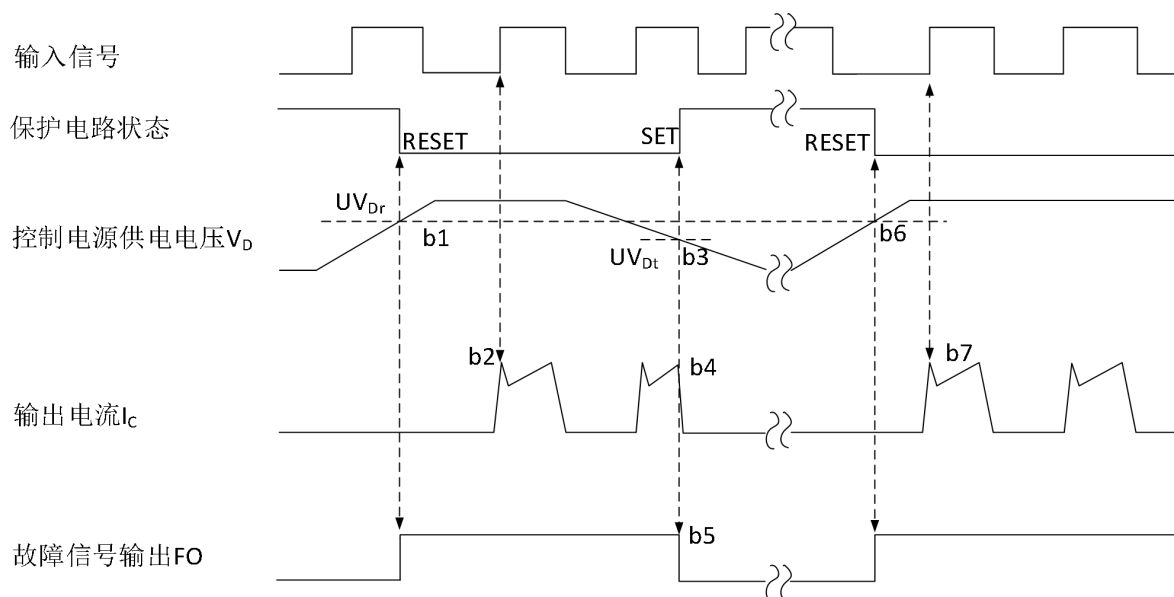 输入信号
保护电路状态
RESET
SET
RESET
UVDr
控制电源供电电压VD
b1
UVDt
b3
b6
b2
b4
b7
输出电流IC
b5
故障信号输出FO